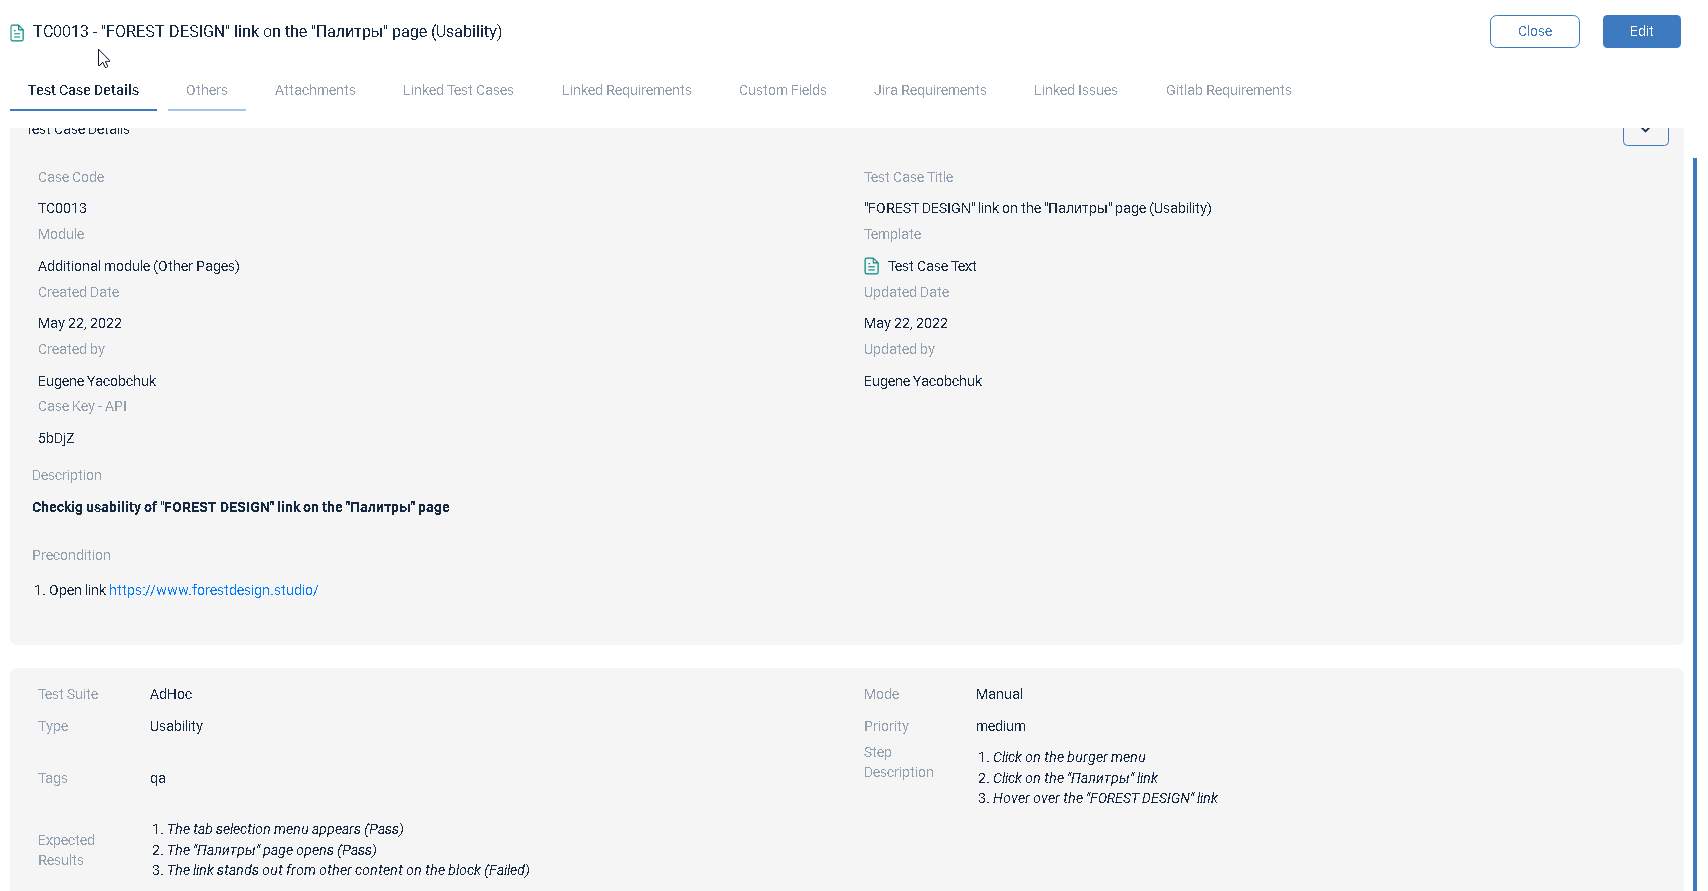 TC0013 - "FOREST DESIGN" link on the "Палитры" page (Usability)
Close
Edit
Test Case Details
Others
Attachments
Linked Test Cases
Linked Requirements
Custom Fields
Jira Requirements
Linked Issues
Gitlab Requirements
Test Case Details
Case Code
Test Case Title
TC0013
"FOREST DESIGN" link on the "Палитры" page (Usability)
Module
Template
Additional module (Other Pages)
Test Case Text
Created Date
Updated Date
May 22, 2022
May 22, 2022
Created by
Updated by
Eugene Yacobchuk
Eugene Yacobchuk
Case Key - API
5bDjZ
Description
Checkig usability of "FOREST DESIGN" link on the "Палитры" page
Precondition
1. Open link https://www.forestdesign.studio/
Test Suite
AdHoc
Mode
Manual
Type
Usability
Priority
medium
Step
Description
1. Click on the burger menu
2. Click on the "Палитры" link
3. Hover over the "FOREST DESIGN" link
Tags
qa
Expected
Results
1. The tab selection menu appears (Pass)
2. The "Палитры" page opens (Pass)
3. The link stands out from other content on the block (Failed)